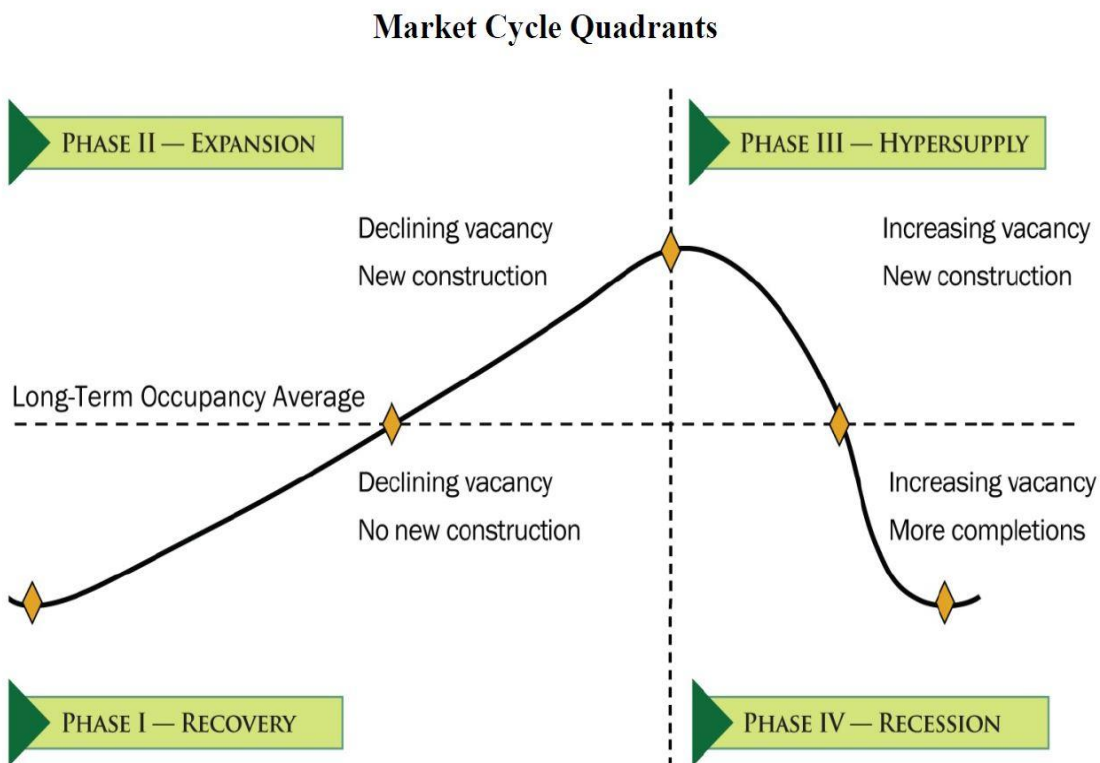 Market Cycle Quadrants
PHASE II — EXPANSION
PHASE III — HYPERSUPPLY
Declining vacancy
New construction
Increasing vacancy
New construction
Long-Term Occupancy Average
Declining vacancy
No new construction
Increasing vacancy
More completions
PHASE I — RECOVERY
PHASE IV — RECESSION